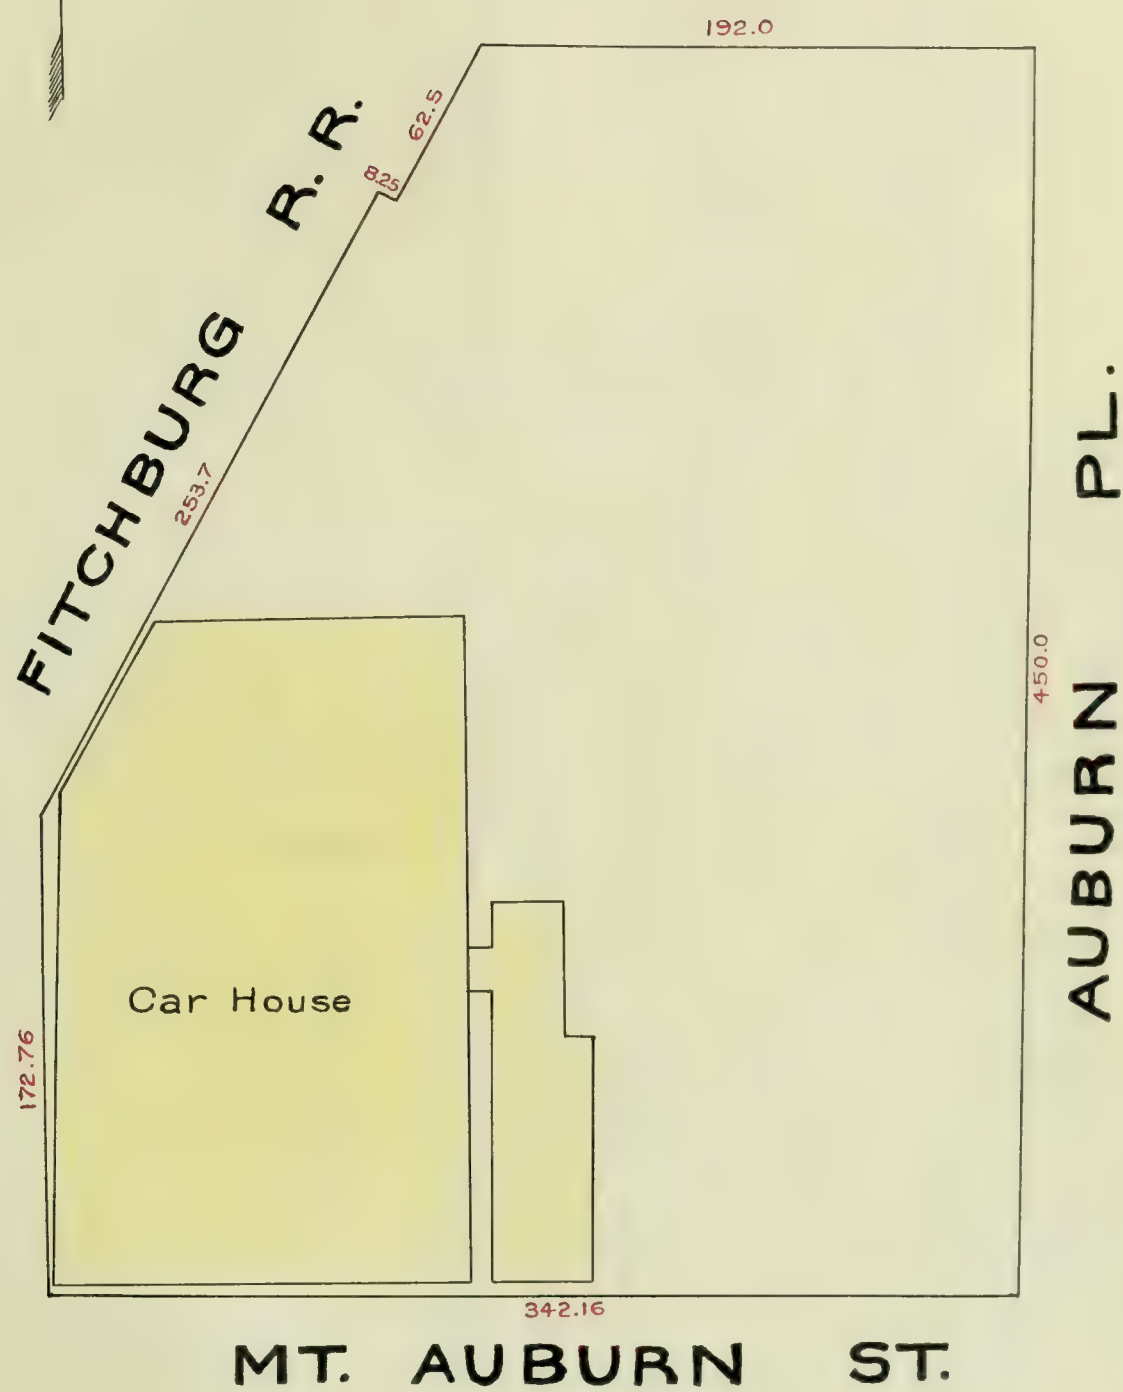 192.0
62.5
8.25
FITCHBURG R. R.
253.7
450.0
AUBURN PL.
Car House
172.76
342.16
MT. AUBURN ST.